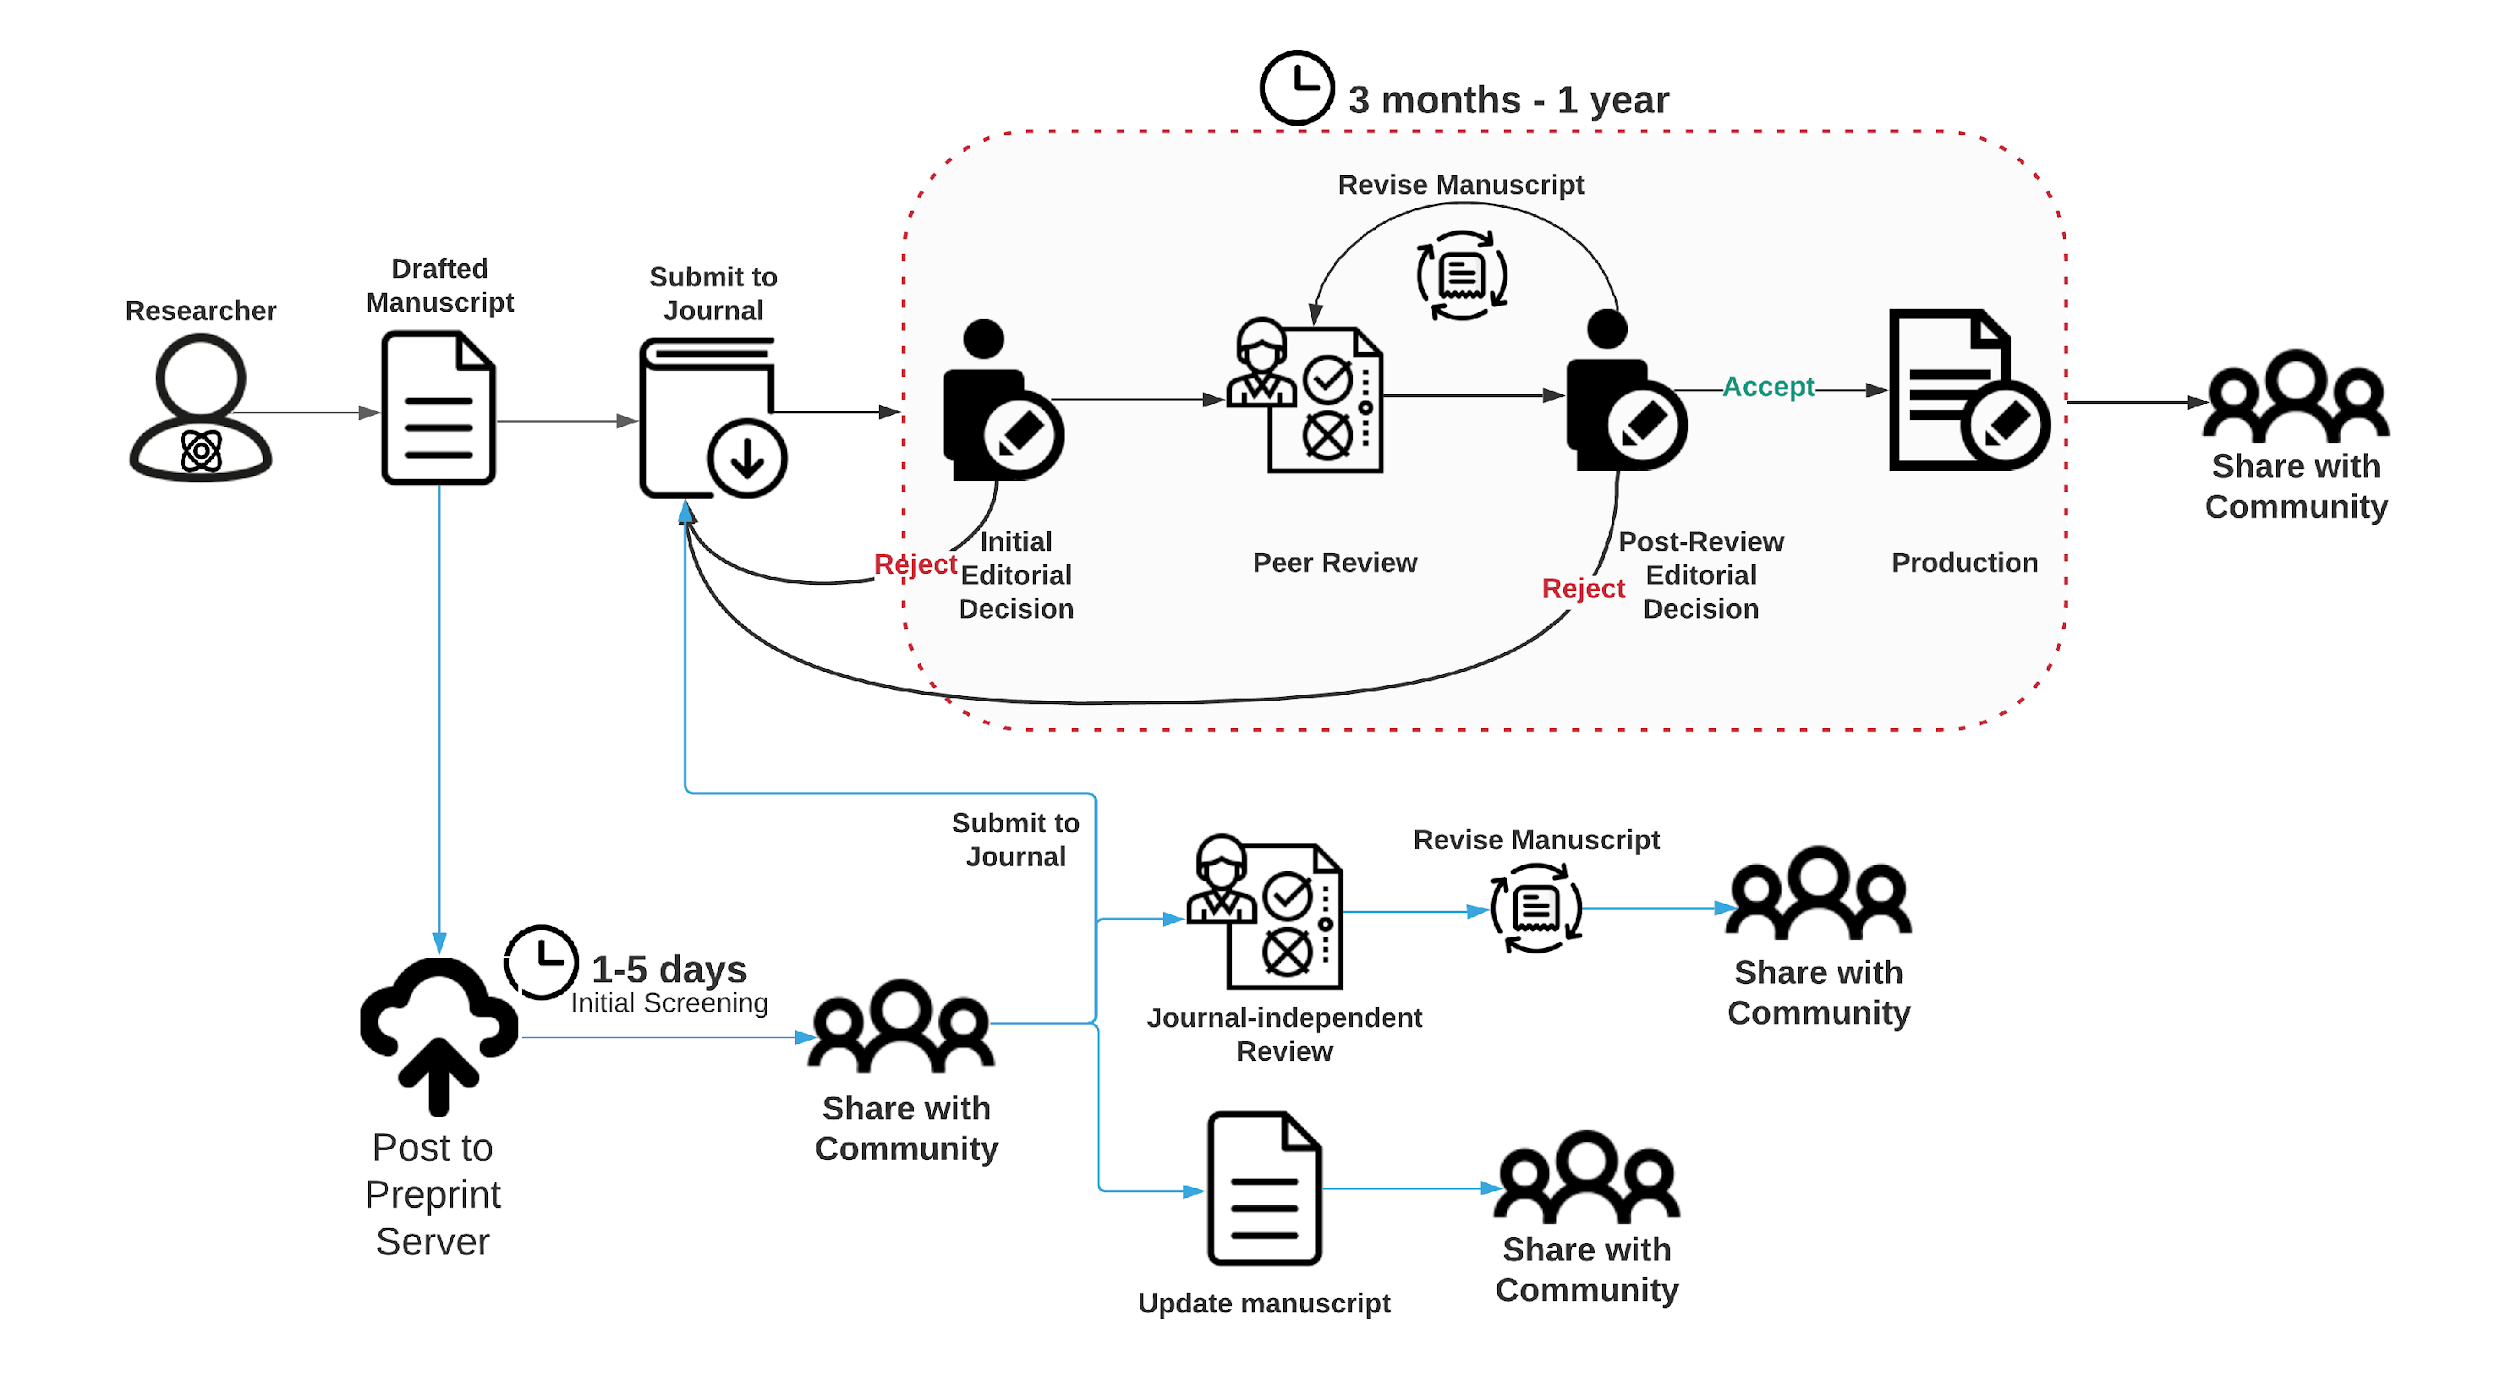 3 months - 1 year
Revise Manuscript
Researcher
Drafted
Manuscript
Submit to
Journal
Accept
Share with
Community
Reject
Initial
Editorial
Decision
Peer Review
Reject
Post-Review
Editorial
Decision
Production
Submit to
Journal
Revise Manuscript
1-5 days
Initial Screening
Share with
Community
Journal-independent
Review
Share with
Community
Post to
Preprint
Server
Update manuscript
Share with
Community